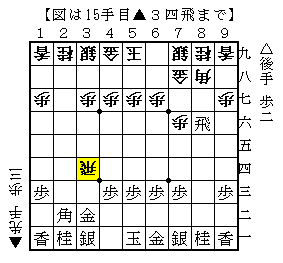 【図は15手目▲3四飛まで】
1 2 3 4 5 6 7 8 9
香 桂 銀 金 玉 銀 桂 香 九
金 角 八
歩 歩 歩 歩 歩 歩 七
歩 飛 六
五
飛 四
歩 歩 歩 歩 歩 歩 三
角 金 二
香 桂 銀 玉 金 銀 桂 香 一
△後手 歩二
▲先手 歩三